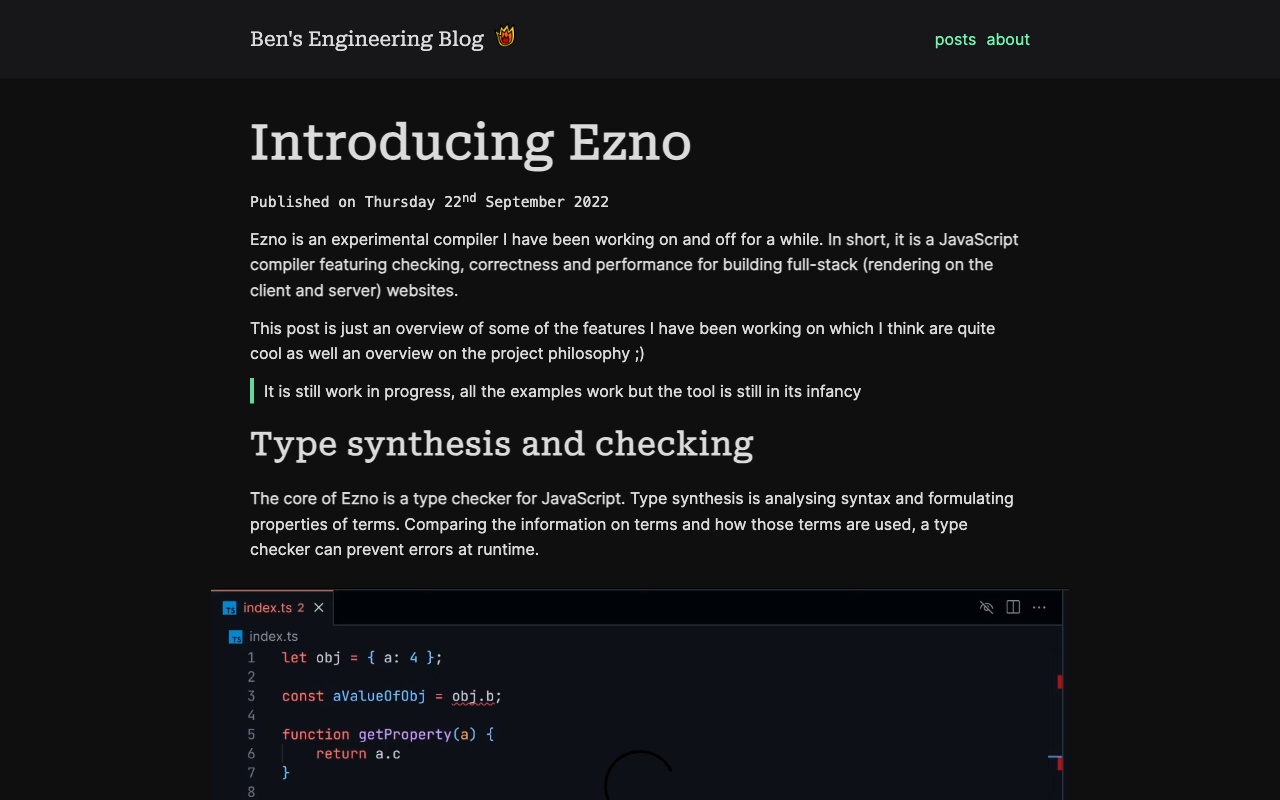 Ben's Engineering Blog
posts about
Introducing Ezno
Published on Thursday 22nd September 2022
Ezno is an experimental compiler I have been working on and off for a while. In short, it is a JavaScript
compiler featuring checking, correctness and performance for building full-stack (rendering on the
client and server) websites.
This post is just an overview of some of the features I have been working on which I think are quite
cool as well an overview on the project philosophy ;)
It is still work in progress, all the examples work but the tool is still in its infancy
Type synthesis and checking
The core of Ezno is a type checker for JavaScript. Type synthesis is analysing syntax and formulating
properties of terms. Comparing the information on terms and how those terms are used, a type
checker can prevent errors at runtime.
TS index.ts 2
TS index.ts
1 let obj = { a: 4 };
2
3 const aValueOfObj = obj.b;
4
5 function getProperty(a) {
6 return a.c
7 }
8